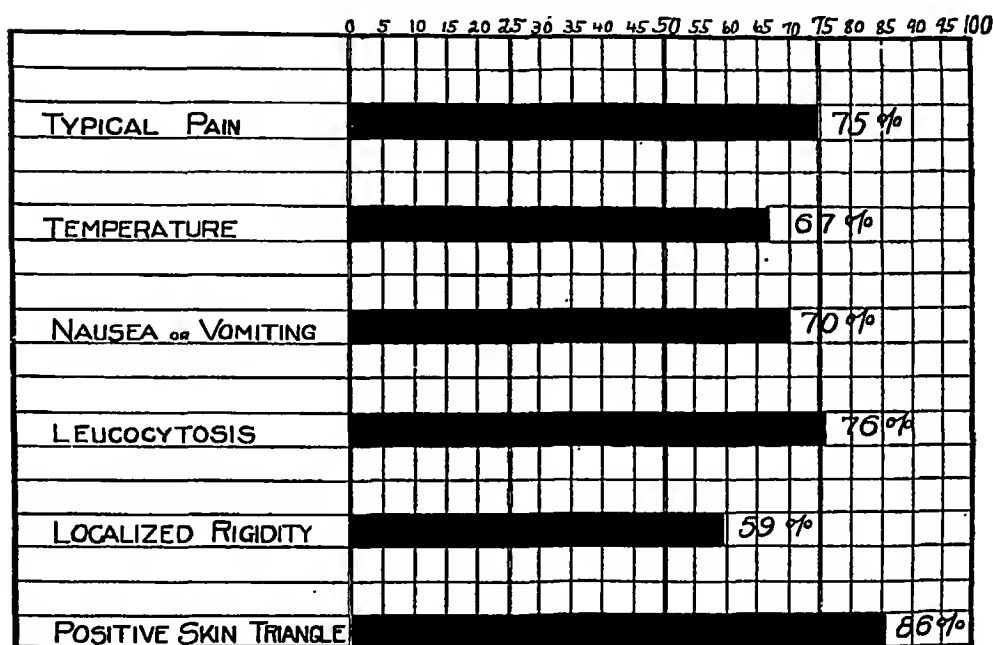 0 5 10 15 20 25 30 35 40 45 50 55 60 65 70 75 80 85 90 95 100
TYPICAL PAIN 75%
TEMPERATURE 67%
NAUSEA OR VOMITING 70%
LEUCOCYTOSIS 76%
LOCALIZED RIGIDITY 59%
POSITIVE SKIN TRIANGLE 86%